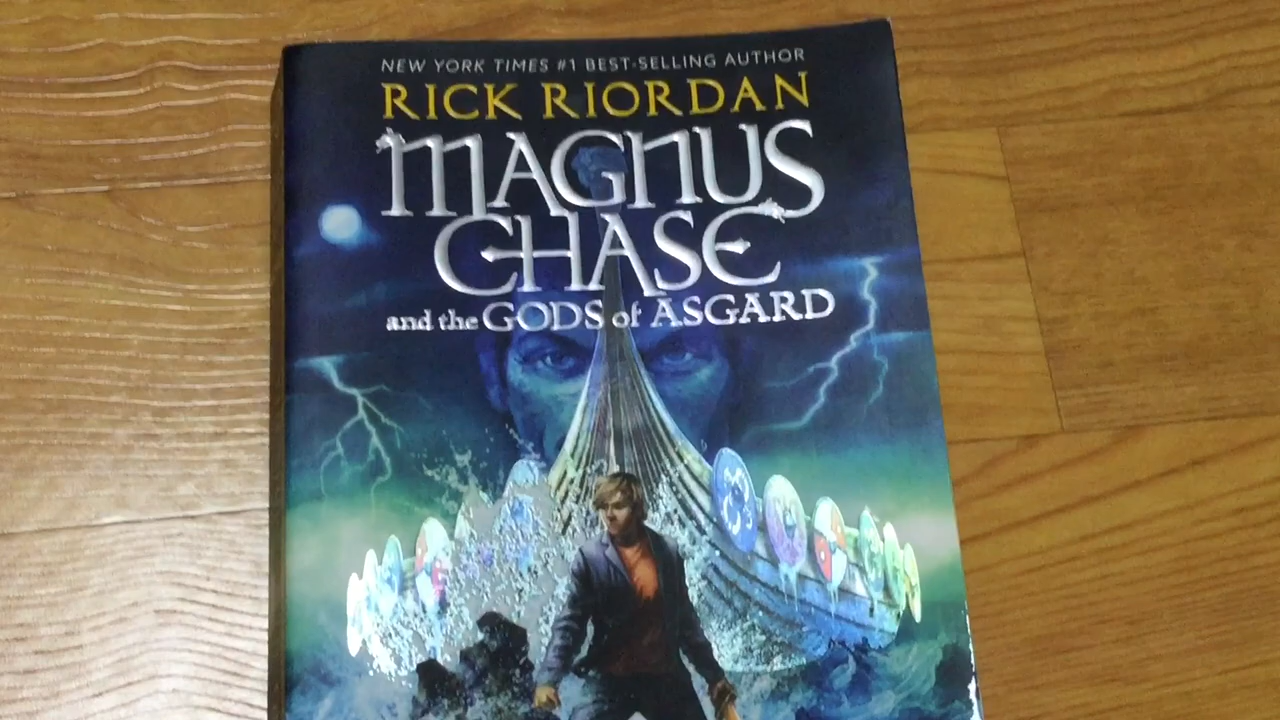 NEW YORK TIMES #1 BEST-SELLING AUTHOR
RICK RIORDAN
MAGNUS
CHASE
and the GODS of ASGARD